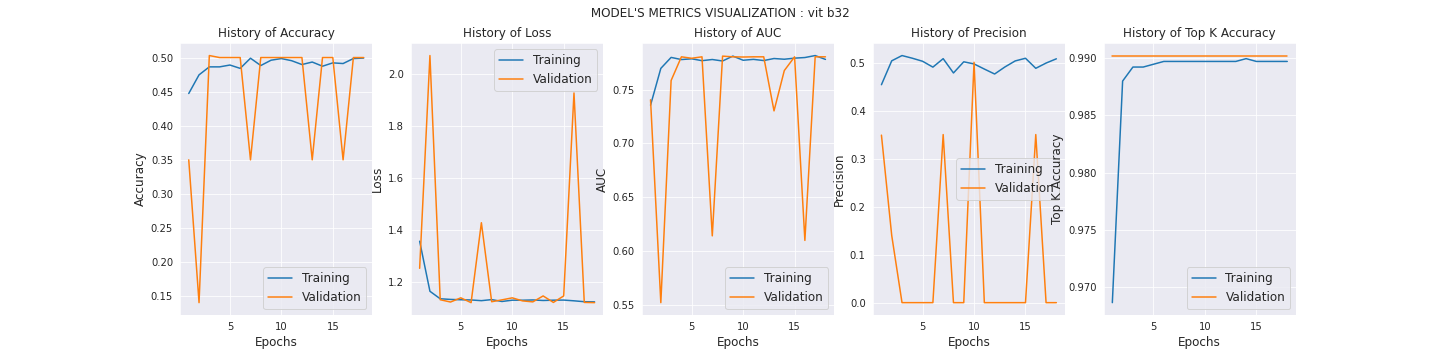 MODEL'S METRICS VISUALIZATION : vit b32
History of Accuracy
0.50
0.45
0.40
0.35
0.30
0.25
0.20
0.15
Accuracy
5
10
15
Epochs
Training
Validation
History of Loss
2.0
1.8
1.6
1.4
1.2
Loss
5
10
15
Epochs
Training
Validation
History of AUC
0.75
0.70
0.65
0.60
0.55
AUC
5
10
15
Epochs
Training
Validation
History of Precision
0.5
0.4
0.3
0.2
0.1
0.0
Precision
5
10
15
Epochs
Training
Validation
History of Top K Accuracy
0.990
0.985
0.980
0.975
0.970
Top K Accuracy
5
10
15
Epochs
Training
Validation